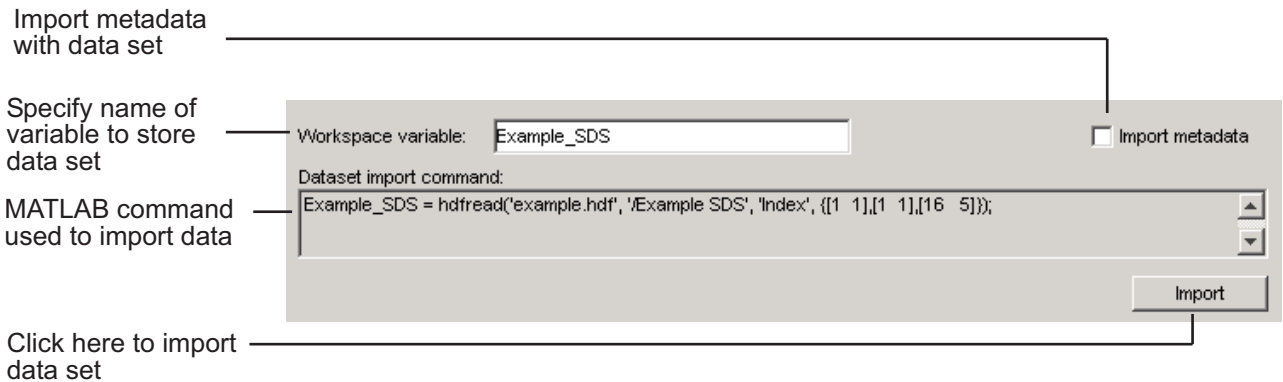 Import metadata
with data set
Specify name of
variable to store
data set
Workspace variable: Example_SDS Import metadata
Dataset import command:
MATLAB command
used to import data
Example_SDS = hdfread('example.hdf', '/Example SDS', 'Index', {[1  1],[1  1],[16   5]});
Import
Click here to import
data set